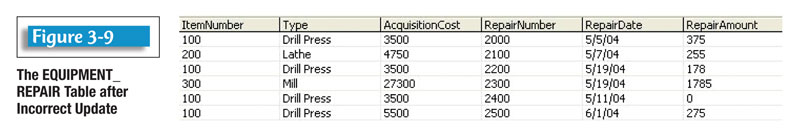 Figure 3-9
The EQUIPMENT_
REPAIR Table after
Incorrect Update
ItemNumber Type AcquisitionCost RepairNumber RepairDate RepairAmount
100 Drill Press 3500 2000 5/5/04 375
200 Lathe 4750 2100 5/7/04 255
100 Drill Press 3500 2200 5/19/04 178
300 Mill 27300 2300 5/19/04 1785
100 Drill Press 3500 2400 5/11/04 0
100 Drill Press 5500 2500 6/1/04 275